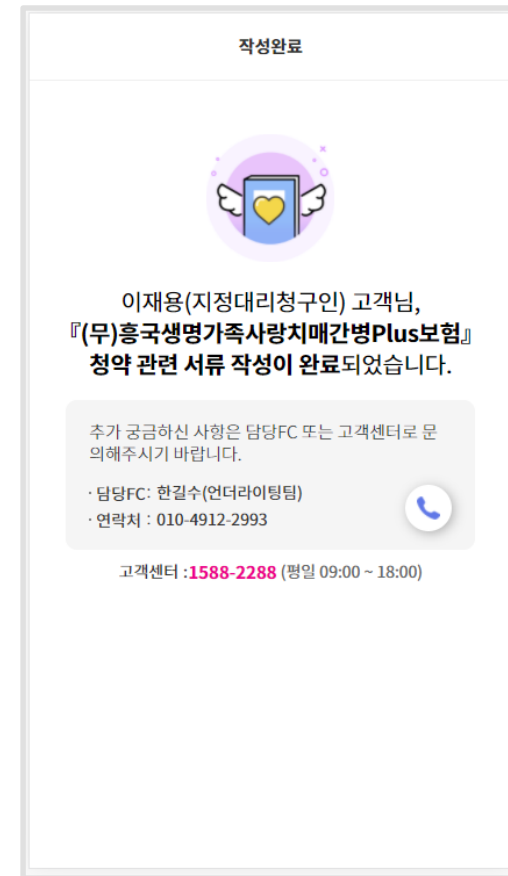 작성완료
이재용(지정대리청구인) 고객님,
『(무)흥국생명가족사랑치매간병Plus보험』
청약 관련 서류 작성이 완료되었습니다.
추가 궁금하신 사항은 담당FC 또는 고객센터로 문
의해주시기 바랍니다.
· 담당FC: 한길수(언더라이팅팀)
· 연락처 : 010-4912-2993
고객센터 :1588-2288 (평일 09:00 ~ 18:00)